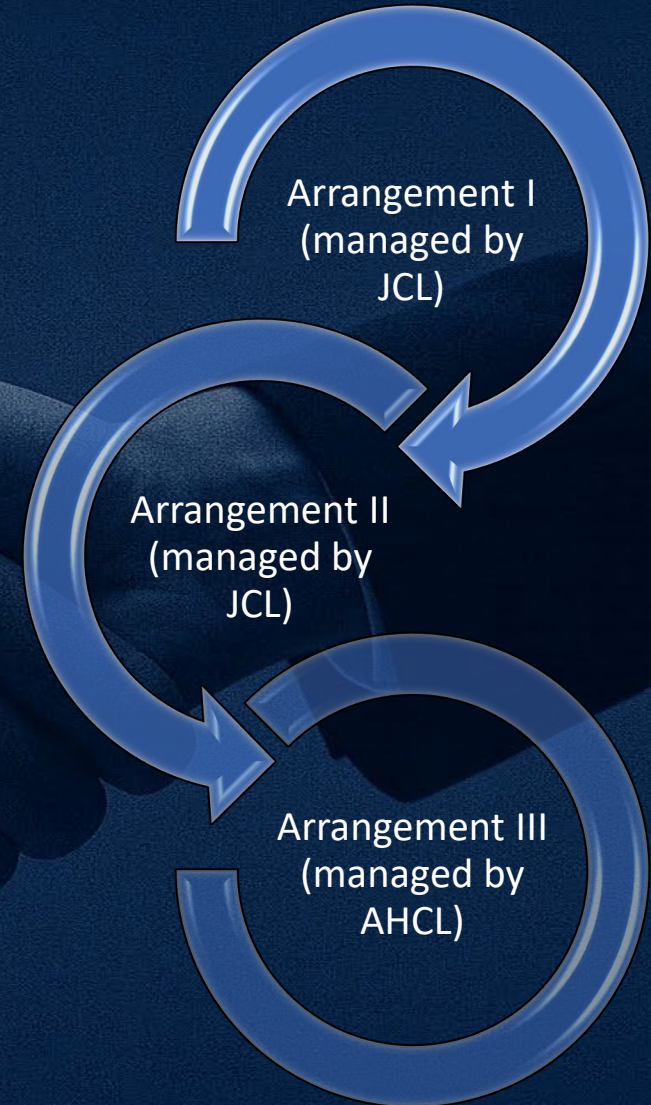 Arrangement I
(managed by
JCL)
Arrangement II
(managed by
JCL)
Arrangement III
(managed by
AHCL)